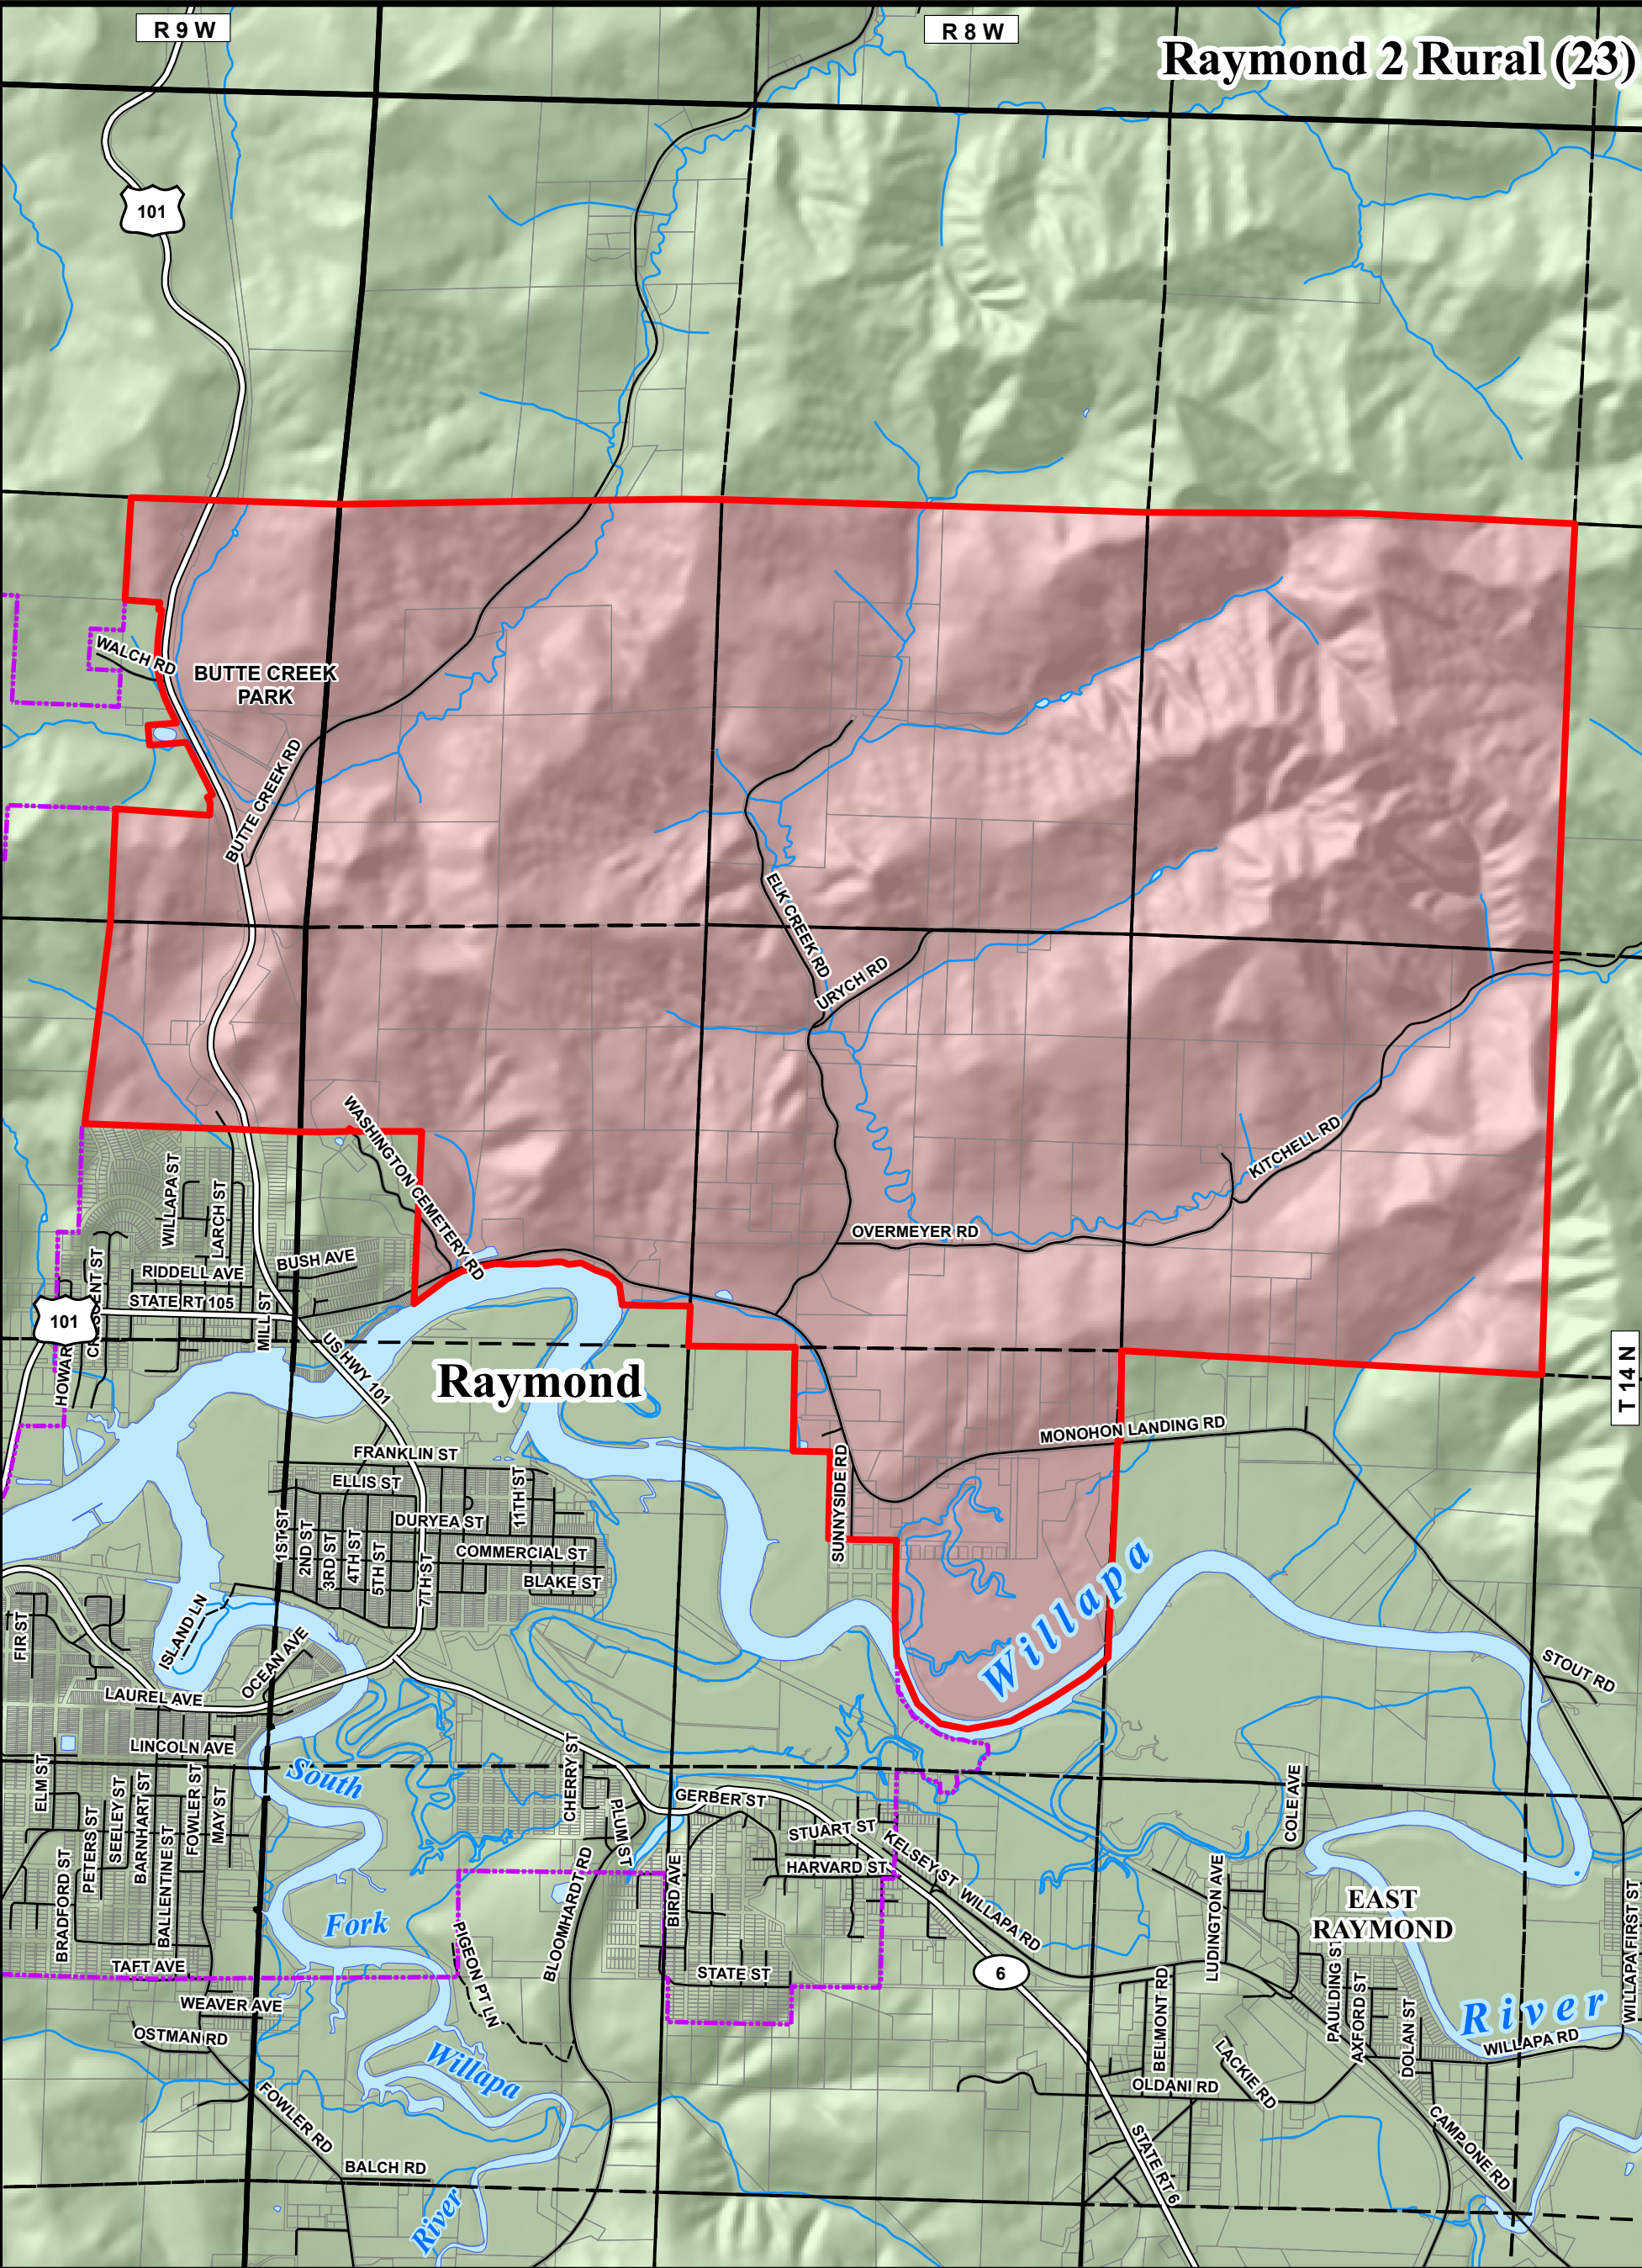 R 9 W
R 8 W
Raymond 2 Rural (23)
101
WALCH RD
BUTTE CREEK
PARK
BUTTE CREEK RD
ELK CREEK RD
URYCH RD
WASHINGTON CEMETERY RD
KITCHELL RD
OVERMEYER RD
WILLAPA ST
LARCH ST
BUSH AVE
RIDDELL AVE
STATE RT 105
101
MILL ST
US HWY 101
T 14 N
Raymond
MONOHON LANDING RD
SUNNYSIDE RD
FRANKLIN ST
ELLIS ST
11TH ST
DURYEA ST
1ST ST
2ND ST
3RD ST
4TH ST
5TH ST
7TH ST
COMMERCIAL ST
BLAKE ST
Willapa
ISLAND LN
FIR ST
OCEAN AVE
LAUREL AVE
STOUT RD
LINCOLN AVE
South
CHERRY ST
GERBER ST
COLE AVE
ELM ST
PETERS ST
SEELEY ST
BARNHART ST
FOWLER ST
MAY ST
PLUM ST
STUART ST
KELSEY ST
HARVARD ST
BRADFORD ST
BALLENTINE ST
BIRD AVE
WILLAPA RD
LUDINGTON AVE
EAST
RAYMOND
Fork
PIGEON PT LN
BLOOMHARDT RD
TAFT AVE
STATE ST
6
PAULDING ST
AXFORD ST
WILLAPA FIRST ST
WEAVER AVE
OSTMAN RD
River
WILLAPA RD
BELMONT RD
DOLAN ST
LACKIE RD
OLDANI RD
Willapa
FOWLER RD
CAMP ONE RD
STATE RT 6
BALCH RD
River